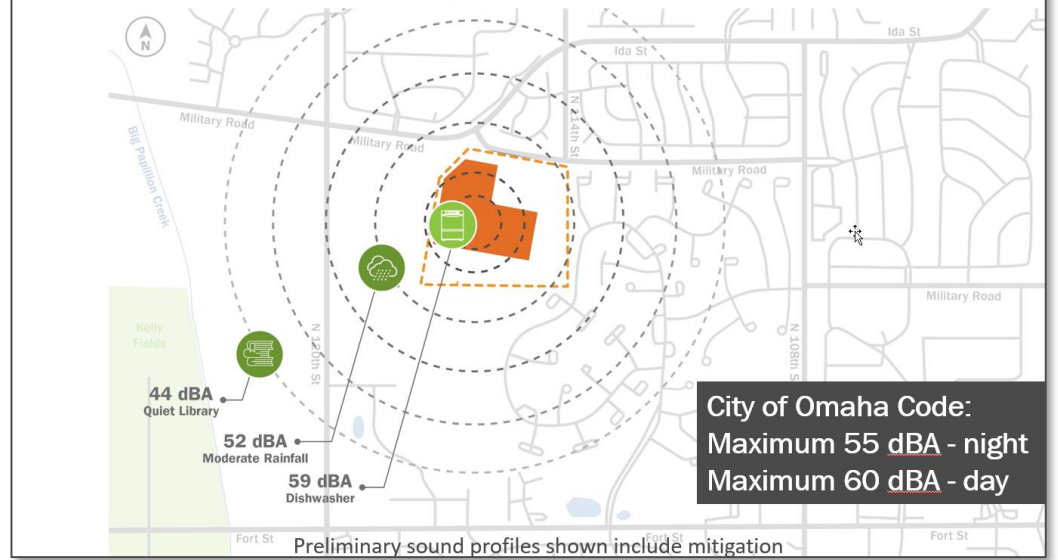 N
Ida St
Ida St
Military Road
Military Road
N 114th St
Military Road
Big Papillion Creek
Military Road
Kelly
Fields
N 120th St
N 108th St
44 dBA
Quiet Library
52 dBA
Moderate Rainfall
59 dBA
Dishwasher
City of Omaha Code:
Maximum 55 dBA - night
Maximum 60 dBA - day
Fort St
Fort St
Fort St
Preliminary sound profiles shown include mitigation